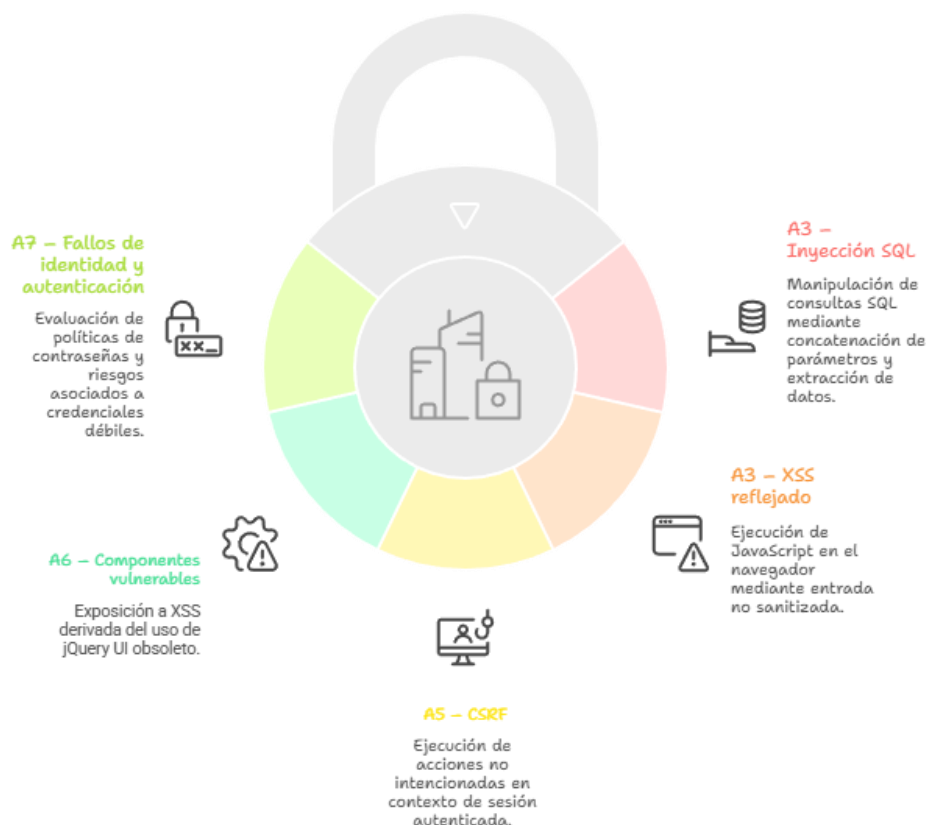 A7 – Fallos de
identidad y
autenticación
Evaluación de
políticas de
contraseñas y
riesgos
asociados a
credenciales
débiles.
A3 –
Inyección SQL
Manipulación de
consultas SQL
mediante
concatenación de
parámetros y
extracción de
datos.
A3 – XSS
reflejado
Ejecución de
JavaScript en el
navegador
mediante entrada
no sanitizada.
A6 – Componentes
vulnerables
Exposición a XSS
derivada del uso de
jQuery UI obsoleto.
A5 – CSRF
Ejecución de
acciones no
intencionadas en
contexto de sesión
autenticada.